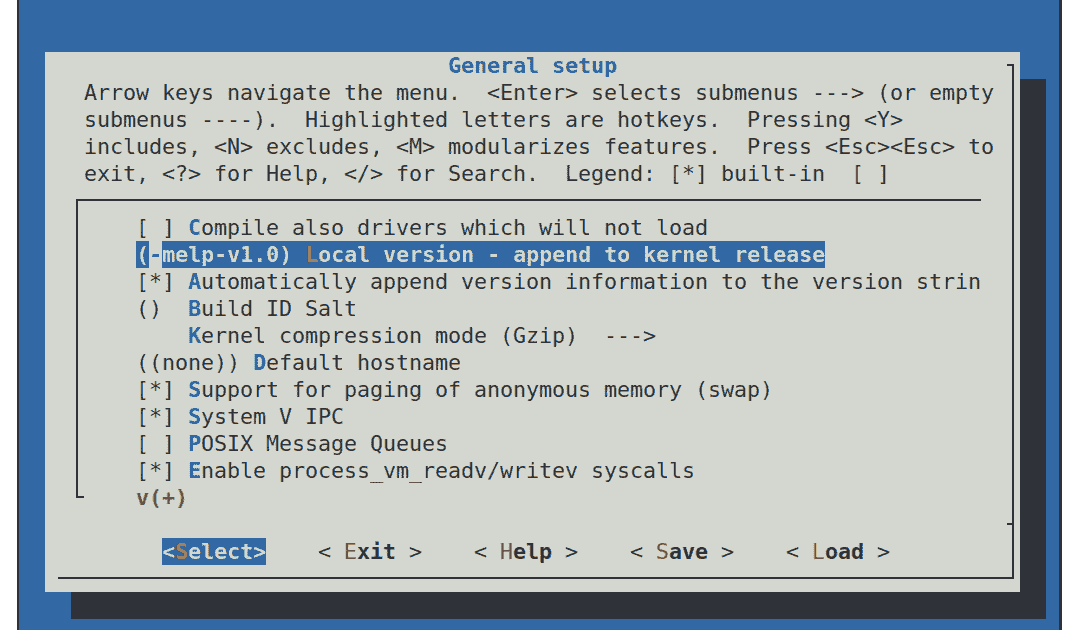 General setup
Arrow keys navigate the menu.  <Enter> selects submenus ---> (or empty
submenus ----).  Highlighted letters are hotkeys.  Pressing <Y>
includes, <N> excludes, <M> modularizes features.  Press <Esc><Esc> to
exit, <?> for Help, </> for Search.  Legend: [*] built-in  [ ]
[ ] Compile also drivers which will not load
(-melp-v1.0) Local version - append to kernel release
[*] Automatically append version information to the version strin
()  Build ID Salt
Kernel compression mode (Gzip)  --->
((none)) Default hostname
[*] Support for paging of anonymous memory (swap)
[*] System V IPC
[ ] POSIX Message Queues
[*] Enable process_vm_readv/writev syscalls
v(+)
<Select>    < Exit >    < Help >    < Save >    < Load >